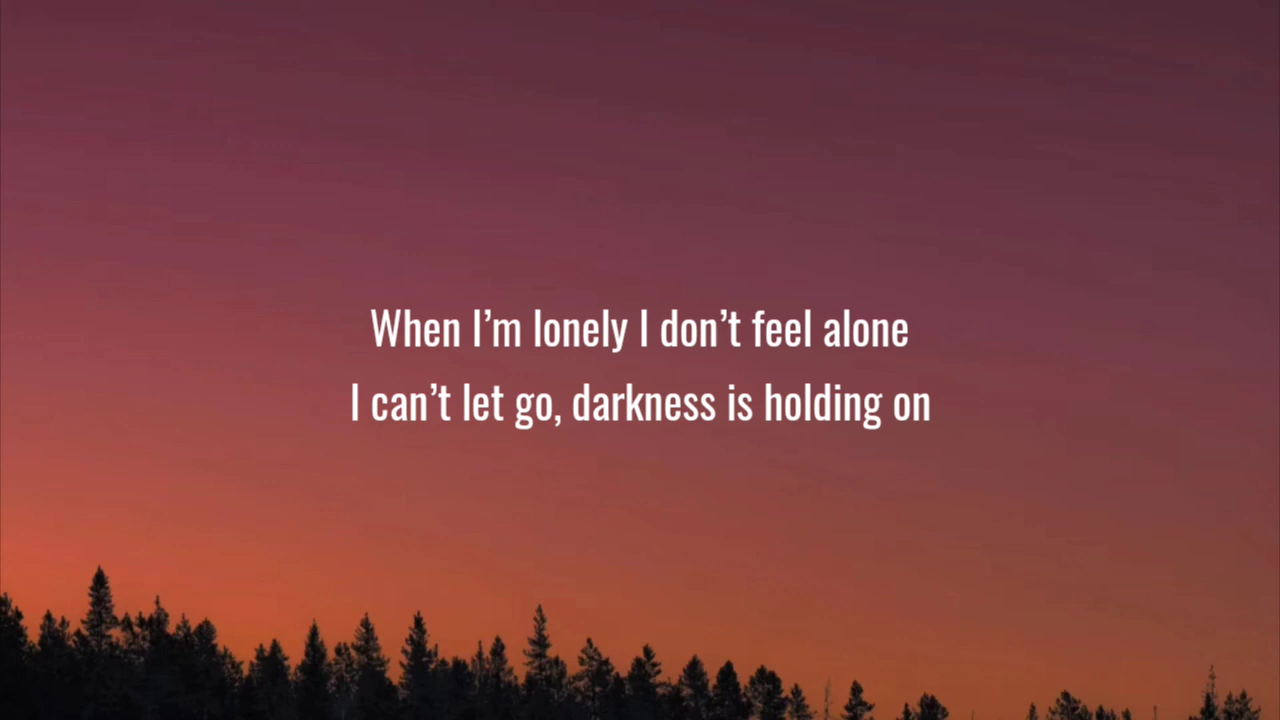 When I’m lonely I don’t feel alone
I can’t let go, darkness is holding on